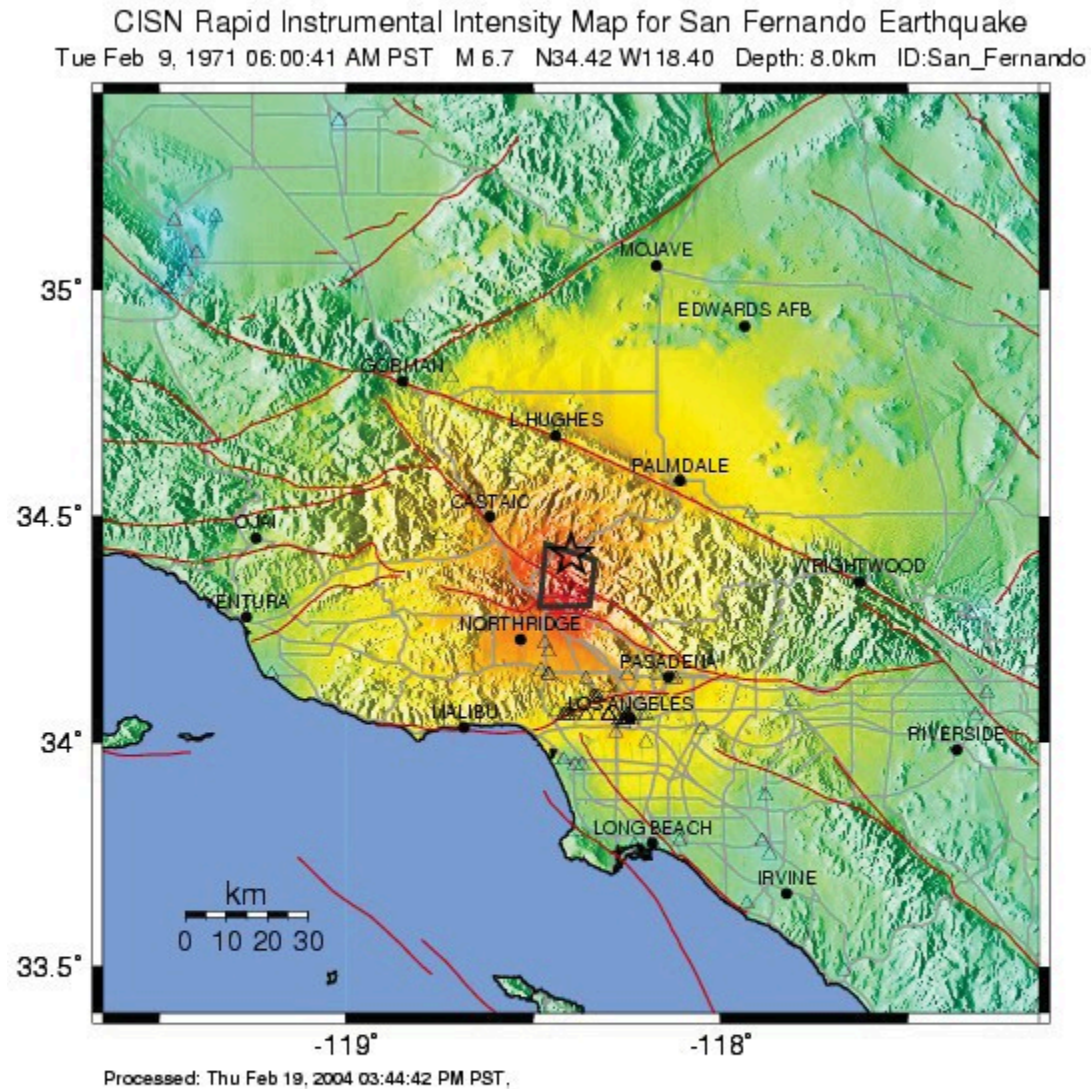 CISN Rapid Instrumental Intensity Map for San Fernando Earthquake
Tue Feb 9, 1971 06:00:41 AM PST M 6.7 N34.42 W118.40 Depth: 8.0km ID:San_Fernando
MOJAVE
35°
EDWARDS AFB
GORMAN
L.HUGHES
PALMDALE
CASTAIC
34.5°
OJAI
WRIGHTWOOD
VENTURA
NORTHRIDGE
PASADENA
LOS ANGELES
MALIBU
34°
RIVERSIDE
LONG BEACH
IRVINE
km
0 10 20 30
33.5°
-119° -118°
Processed: Thu Feb 19, 2004 03:44:42 PM PST,